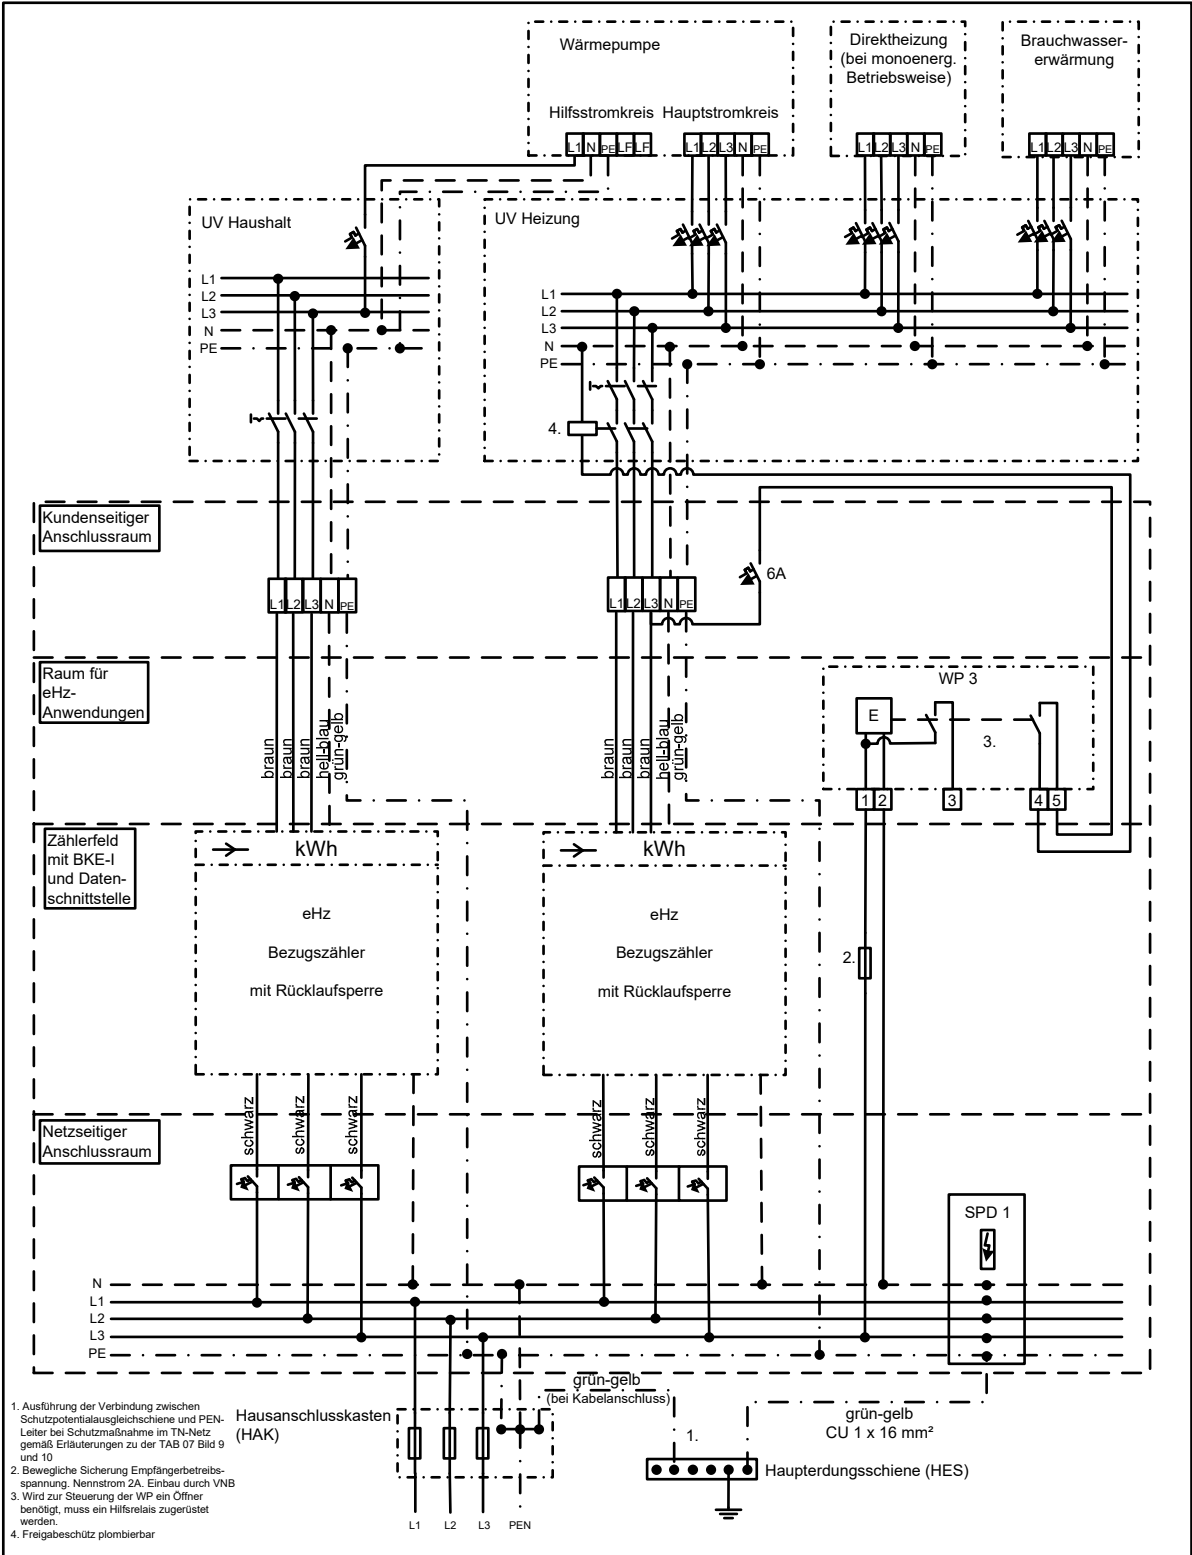 Wärmepumpe
Direktheizung
(bei monoenerg.
Betriebsweise)
Brauchwasser-
erwärmung
Hilfsstromkreis Hauptstromkreis
L1 N PE LF LF
L1 L2 L3 N PE
L1 L2 L3 N PE
L1 L2 L3 N PE
UV Haushalt
L1
L2
L3
N
PE
UV Heizung
L1
L2
L3
N
PE
4.
Kundenseitiger
Anschlussraum
6A
L1 L2 L3 N PE
L1 L2 L3 N PE
Raum für
eHz-
Anwendungen
braun
braun
braun
hell-blau
grün-gelb
braun
braun
braun
hell-blau
grün-gelb
WP 3
E
3.
1 2 3 4 5
Zählerfeld
mit BKE-I
und Daten-
schnittstelle
kWh
eHz
Bezugszähler
mit Rücklaufsperre
kWh
eHz
Bezugszähler
mit Rücklaufsperre
2.
Netzseitiger
Anschlussraum
schwarz
schwarz
schwarz
schwarz
schwarz
schwarz
SPD 1
N
L1
L2
L3
PE
grün-gelb
(bei Kabelanschluss)
Hausanschlusskasten
(HAK)
1.
grün-gelb
CU 1 x 16 mm²
Haupterdungsschiene (HES)
L1 L2 L3 PEN
1. Ausführung der Verbindung zwischen
Schutzpotentialausgleichschiene und PEN-
Leiter bei Schutzmaßnahme im TN-Netz
gemäß Erläuterungen zu der TAB 07 Bild 9
und 10
2. Bewegliche Sicherung Empfängerbetreibs-
spannung. Nennstrom 2A. Einbau durch VNB
3. Wird zur Steuerung der WP ein Öffner
benötigt, muss ein Hilfsrelais zugerüstet
werden.
4. Freigabeschütz plombierbar